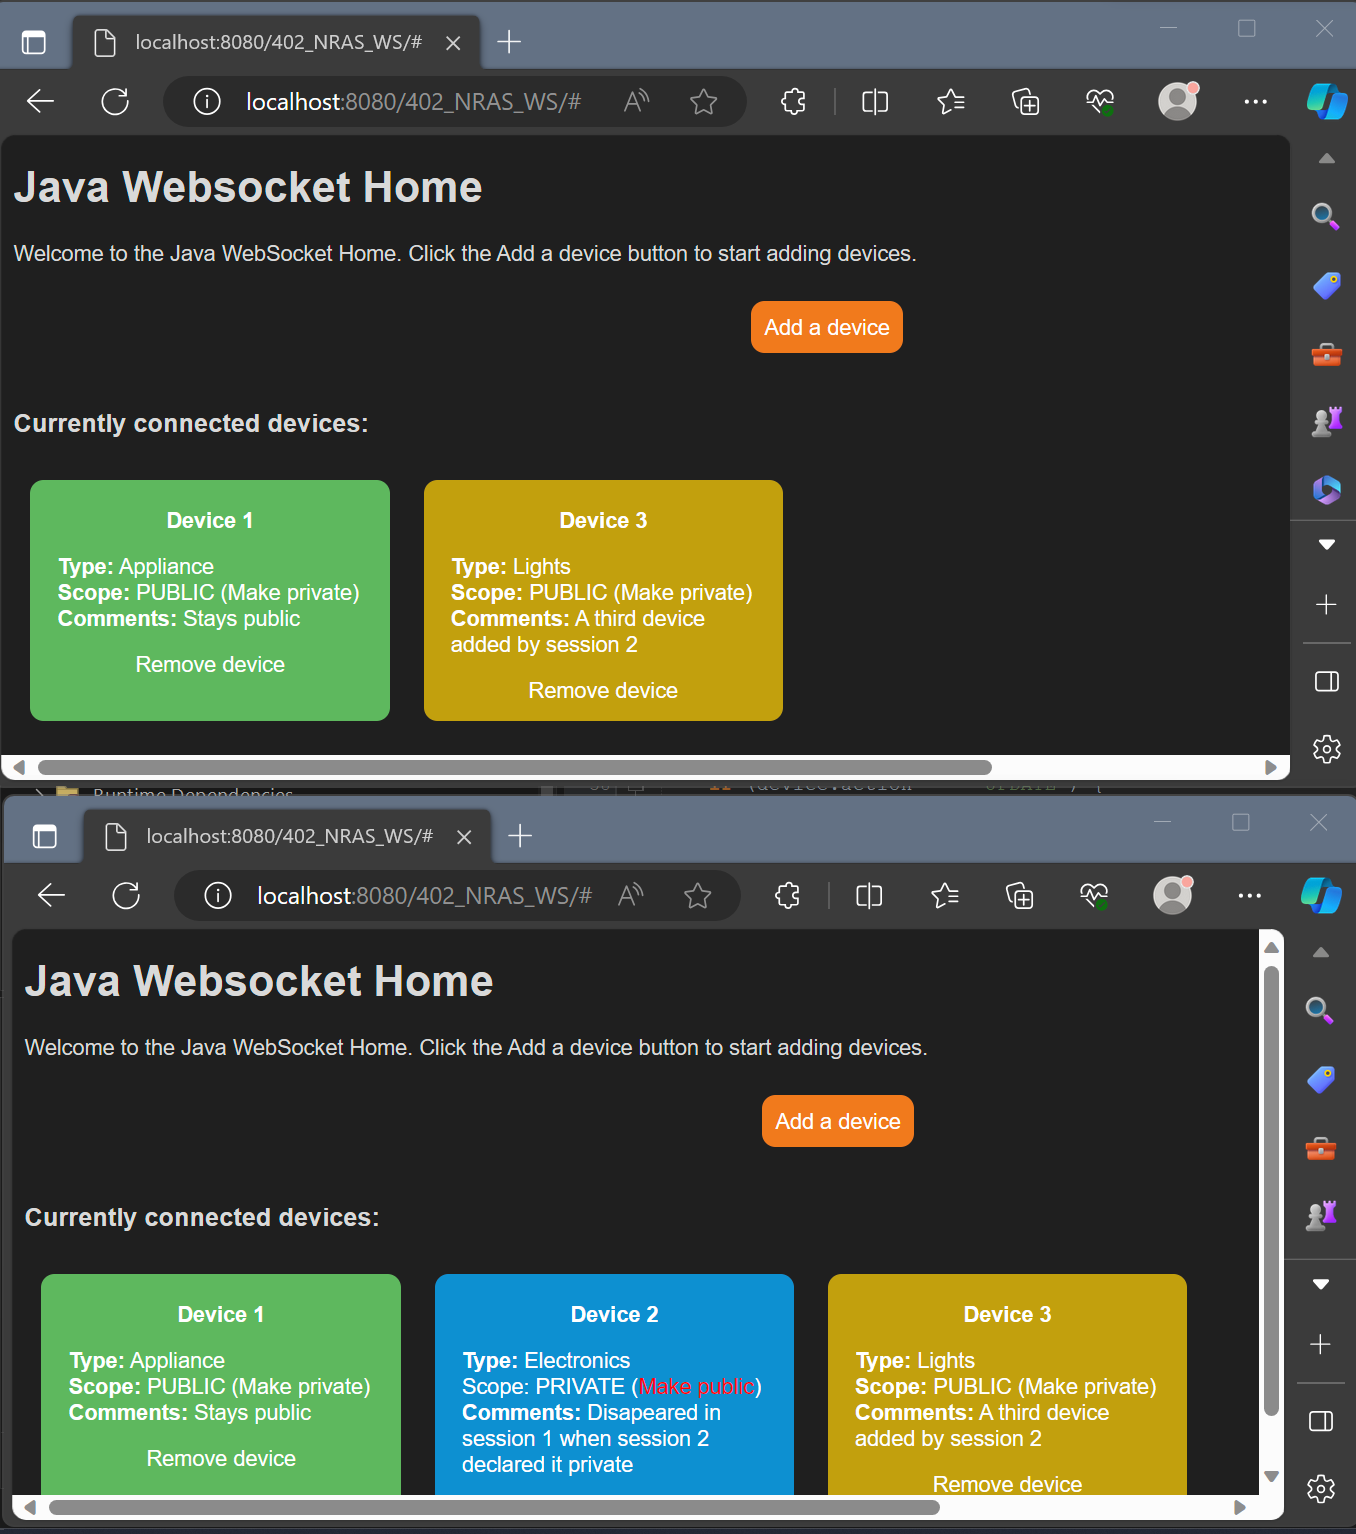 localhost:8080/402_NRAS_WS/#
localhost:8080/402_NRAS_WS/#
Java Websocket Home
Welcome to the Java WebSocket Home. Click the Add a device button to start adding devices.
Add a device
Currently connected devices:
Device 1
Type: Appliance
Scope: PUBLIC (Make private)
Comments: Stays public
Remove device
Device 3
Type: Lights
Scope: PUBLIC (Make private)
Comments: A third device
added by session 2
Remove device
Runtime Dependencies
localhost:8080/402_NRAS_WS/#
localhost:8080/402_NRAS_WS/#
Java Websocket Home
Welcome to the Java WebSocket Home. Click the Add a device button to start adding devices.
Add a device
Currently connected devices:
Device 1
Type: Appliance
Scope: PUBLIC (Make private)
Comments: Stays public
Remove device
Device 2
Type: Electronics
Scope: PRIVATE (Make public)
Comments: Disapeared in
session 1 when session 2
declared it private
Device 3
Type: Lights
Scope: PUBLIC (Make private)
Comments: A third device
added by session 2
Remove device